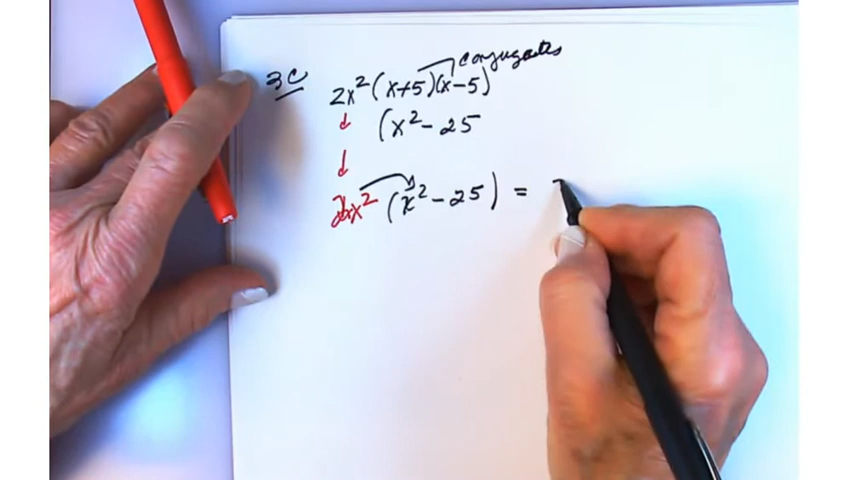 3C 2x²(x+5)(x-5) conjugates
(x²-25
2x² (x²-25) =